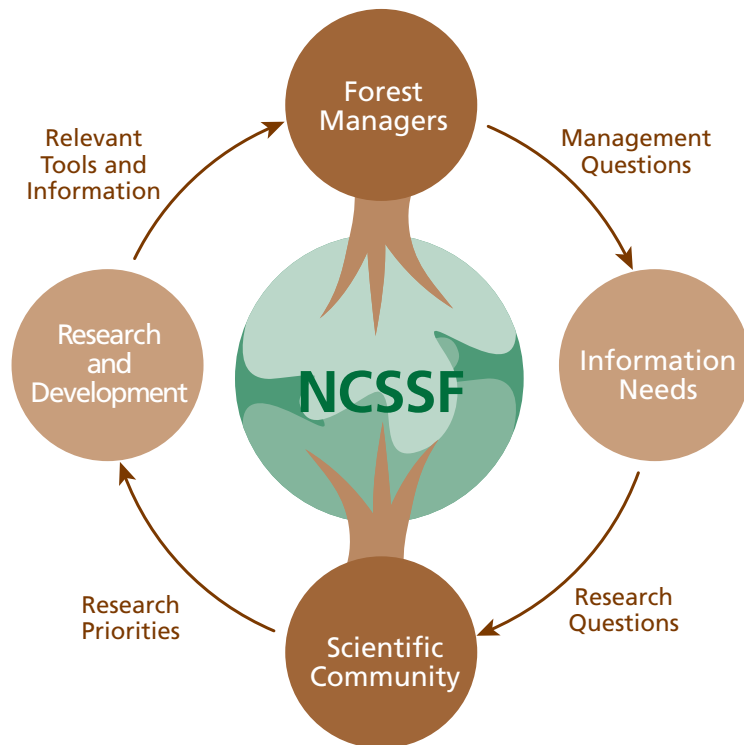 Forest
Managers
Relevant
Tools and
Information
Management
Questions
Research
and
Development
NCSSF
Information
Needs
Research
Priorities
Research
Questions
Scientific
Community